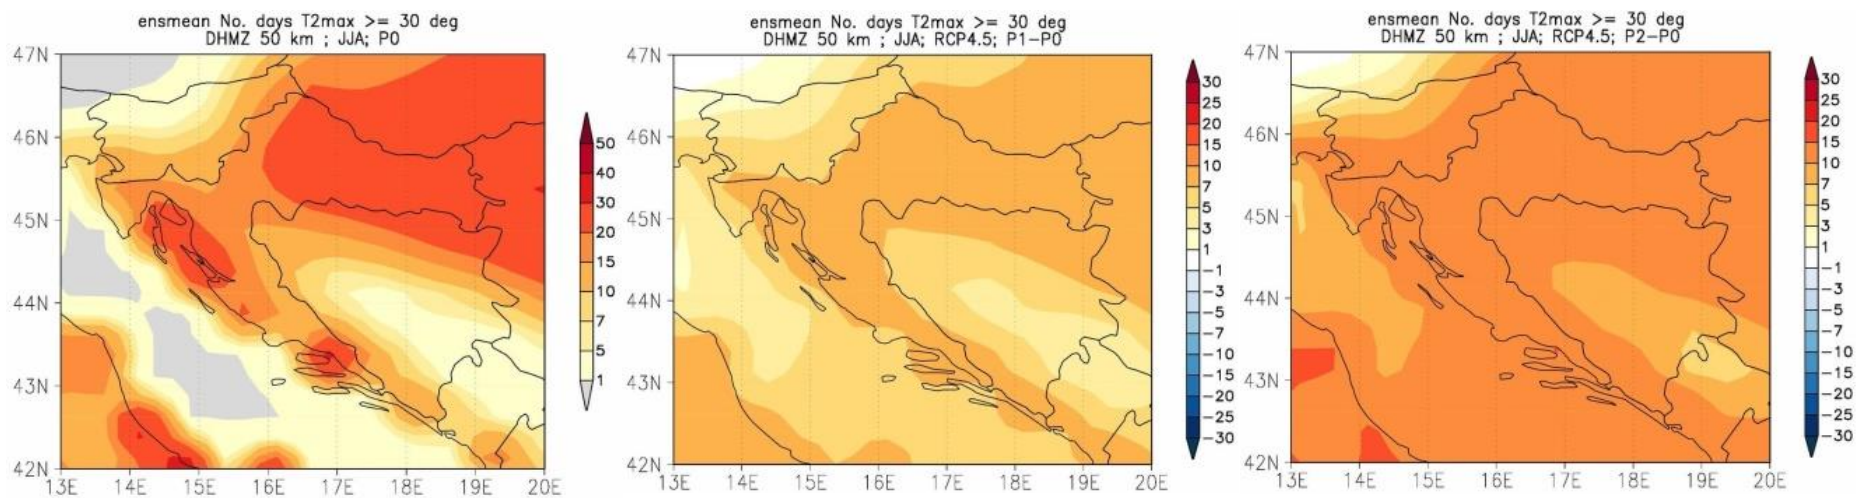 ensmean No. days T2max >= 30 deg
DHMZ 50 km ; JJA; P0
47N
46N
45N
44N
43N
42N
13E
14E
15E
16E
17E
18E
19E
20E
50
40
30
20
15
10
7
5
1
ensmean No. days T2max >= 30 deg
DHMZ 50 km ; JJA; RCP4.5; P1-P0
47N
46N
45N
44N
43N
42N
13E
14E
15E
16E
17E
18E
19E
20E
30
25
20
15
10
7
5
3
1
-1
-3
-5
-7
-10
-15
-20
-25
-30
ensmean No. days T2max >= 30 deg
DHMZ 50 km ; JJA; RCP4.5; P2-P0
47N
46N
45N
44N
43N
42N
13E
14E
15E
16E
17E
18E
19E
20E
30
25
20
15
10
7
5
3
1
-1
-3
-5
-7
-10
-15
-20
-25
-30